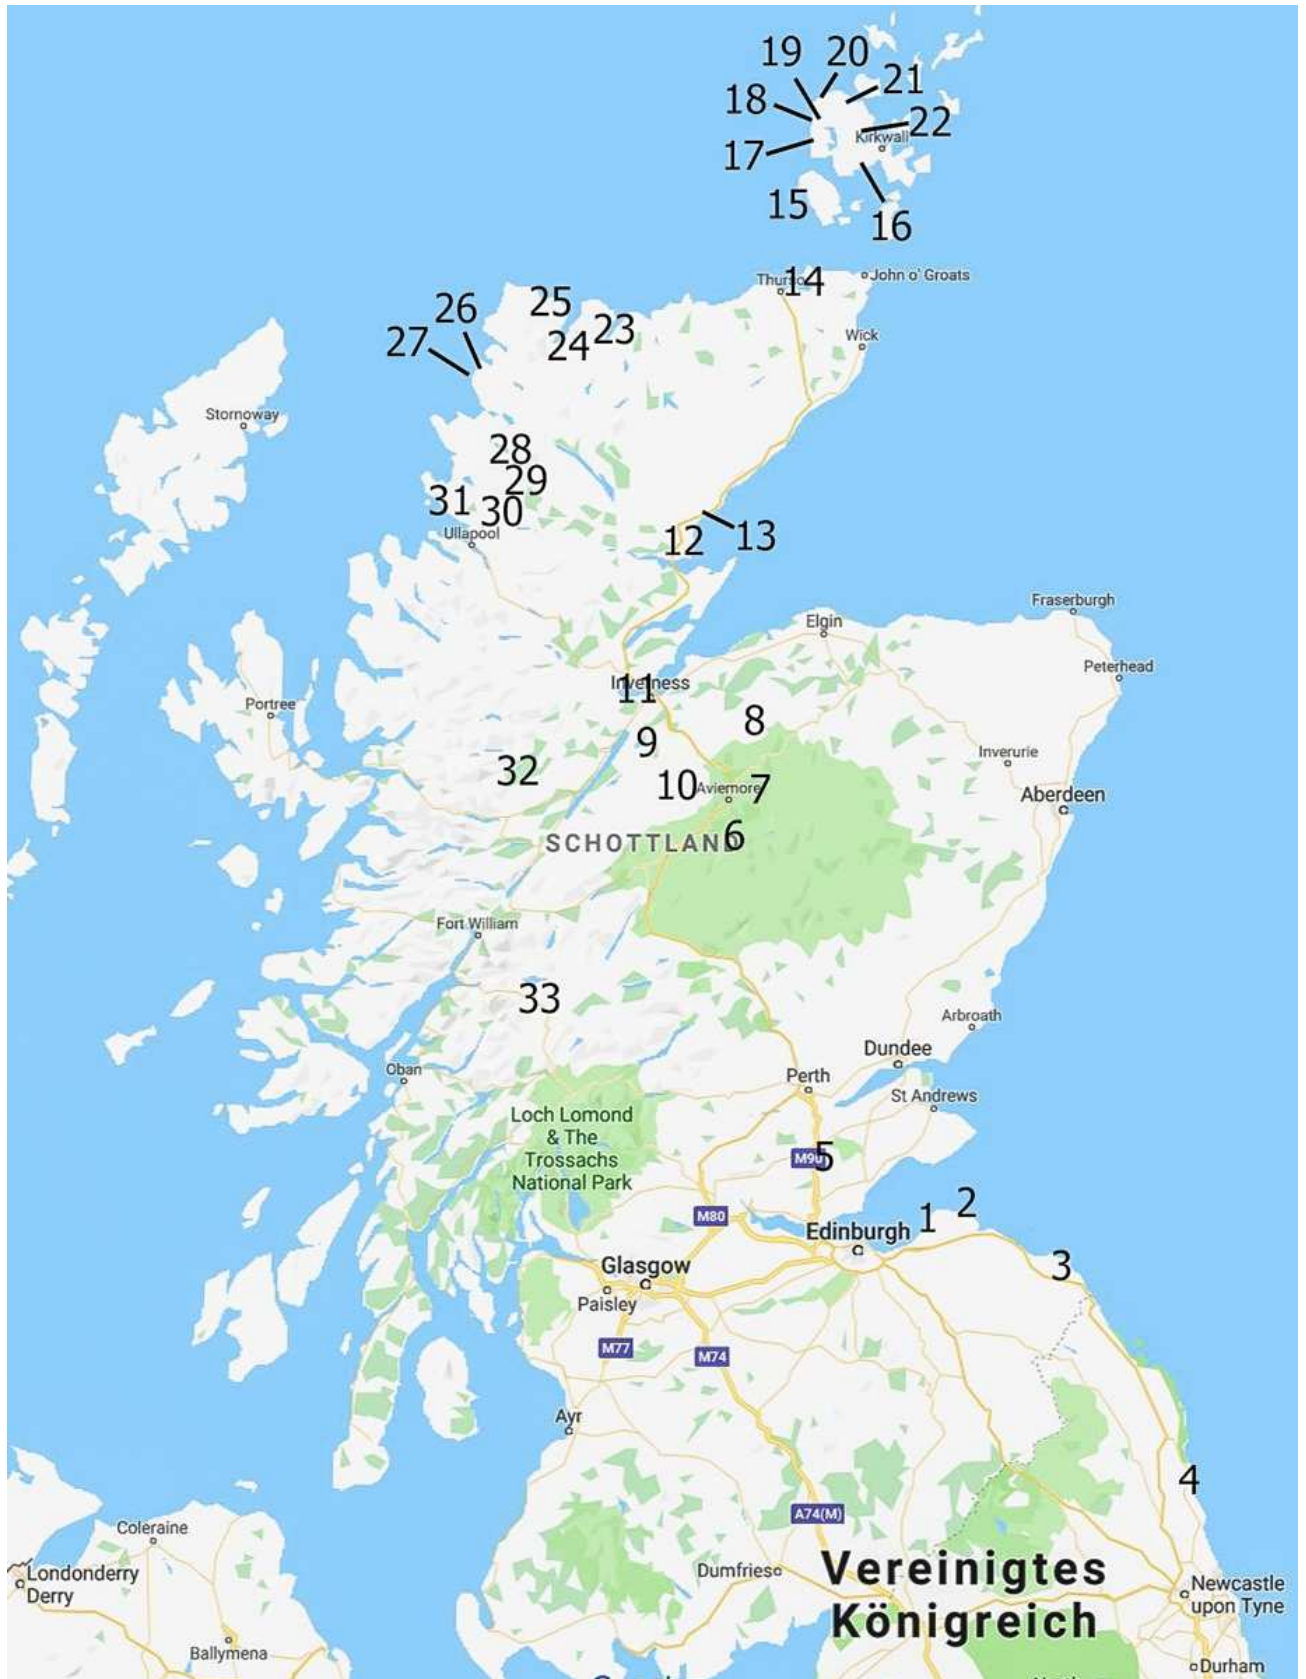 19 20
18
21
22
17
Kirkwall
15
16
John o' Groats
14
25
26
23
27
24
Wick
Stornoway
28
29
31
30
Ullapool
12
13
Fraserburgh
Elgin
Peterhead
11
Portree
8
9
Inverurie
32
10
Aviemore
7
Aberdeen
6
SCHOTTLAND
Fort William
33
Arbroath
Dundee
Oban
Perth
St Andrews
Loch Lomond
& The
Trossachs
National Park
M90
5
1
2
M80
Edinburgh
3
Glasgow
Paisley
M77
M74
Ayr
4
A74(M)
Coleraine
Londonderry
Derry
Dumfries
Vereinigtes
Königreich
Newcastle
upon Tyne
Ballymena
Durham